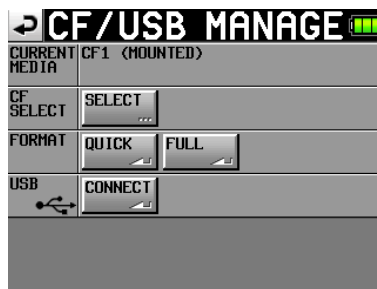 CF/USB MANAGE
CURRENT MEDIA CF1 (MOUNTED)
CF SELECT SELECT ...
FORMAT QUICK FULL
USB CONNECT